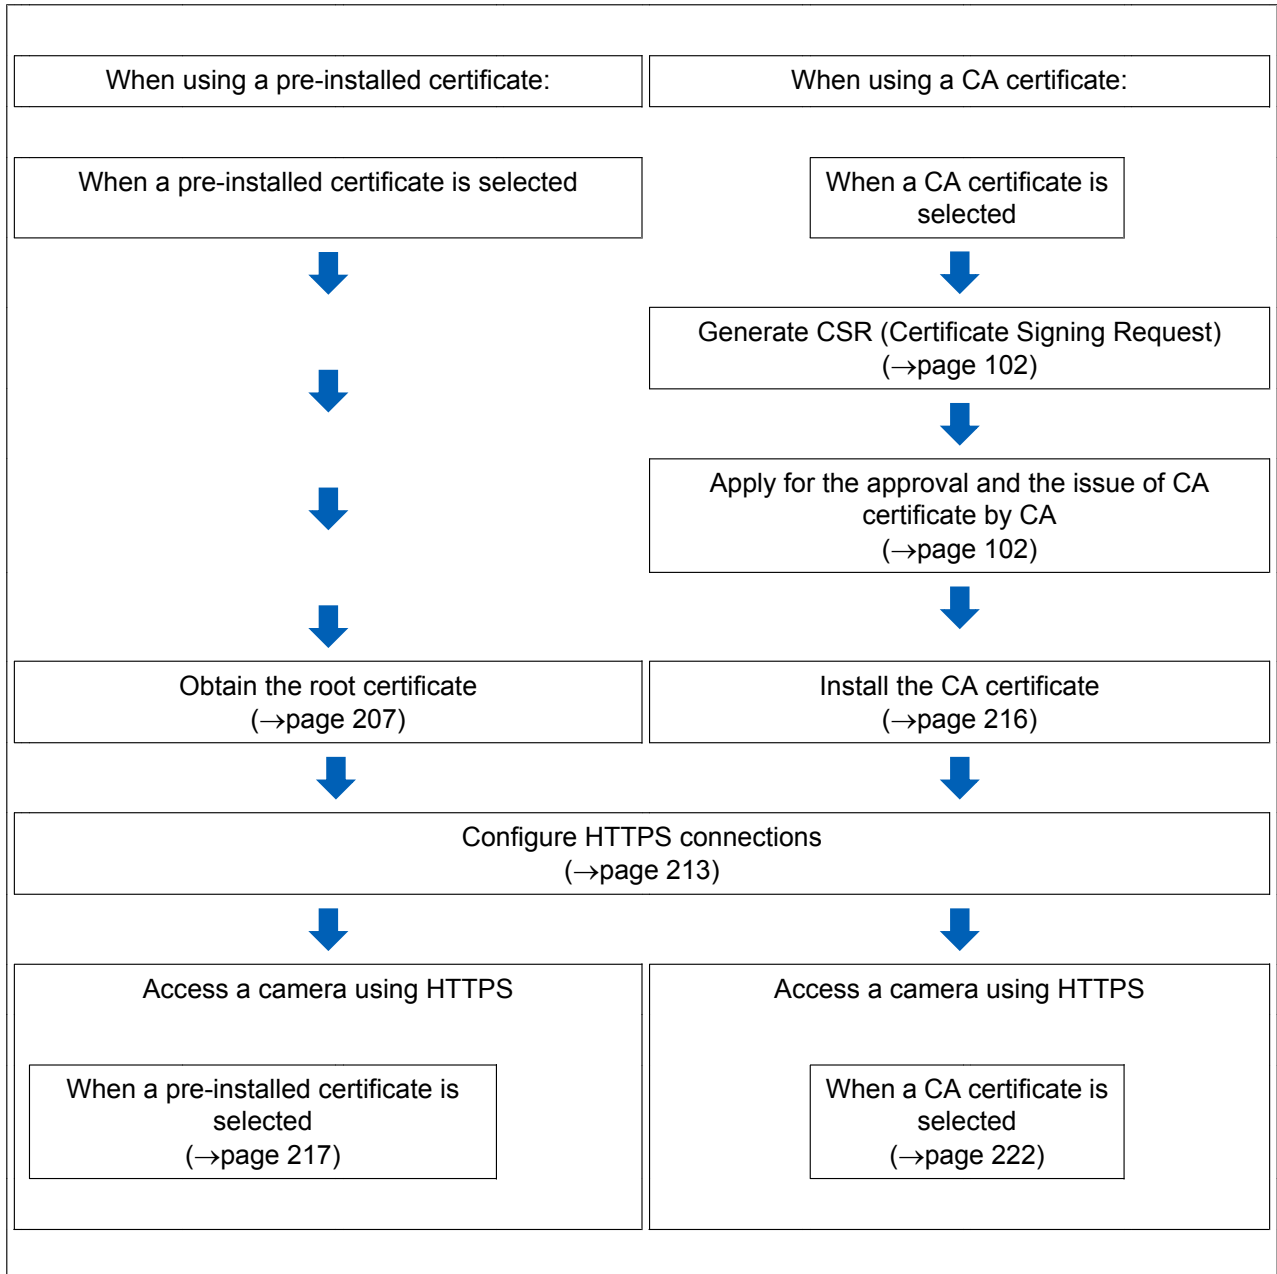 When using a pre-installed certificate:
When using a CA certificate:
When a pre-installed certificate is selected
When a CA certificate is
selected
Generate CSR (Certificate Signing Request)
(→page 102)
Apply for the approval and the issue of CA
certificate by CA
(→page 102)
Obtain the root certificate
(→page 207)
Install the CA certificate
(→page 216)
Configure HTTPS connections
(→page 213)
Access a camera using HTTPS
When a pre-installed certificate is
selected
(→page 217)
Access a camera using HTTPS
When a CA certificate is
selected
(→page 222)